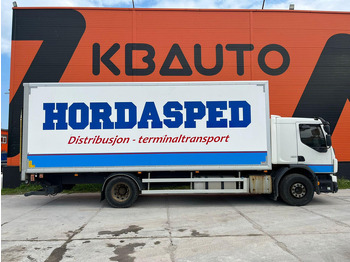 KBAUTO
HORDASPED
Distribusjon - terminaltransport